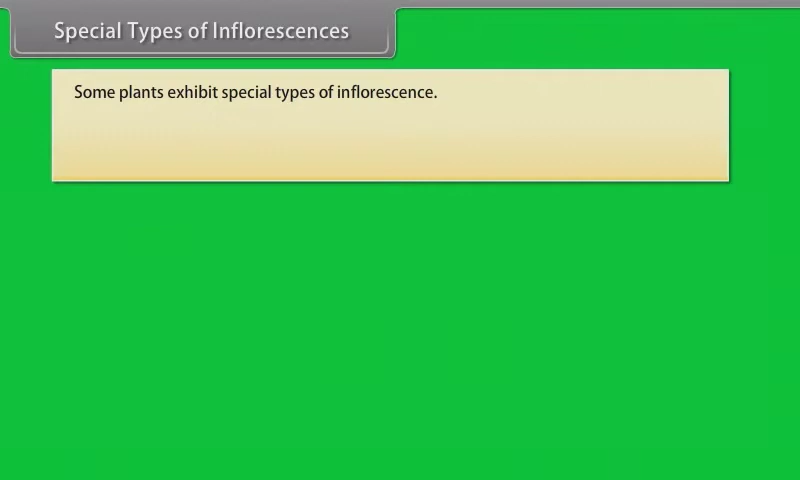 Special Types of Inflorescences
Some plants exhibit special types of inflorescence.